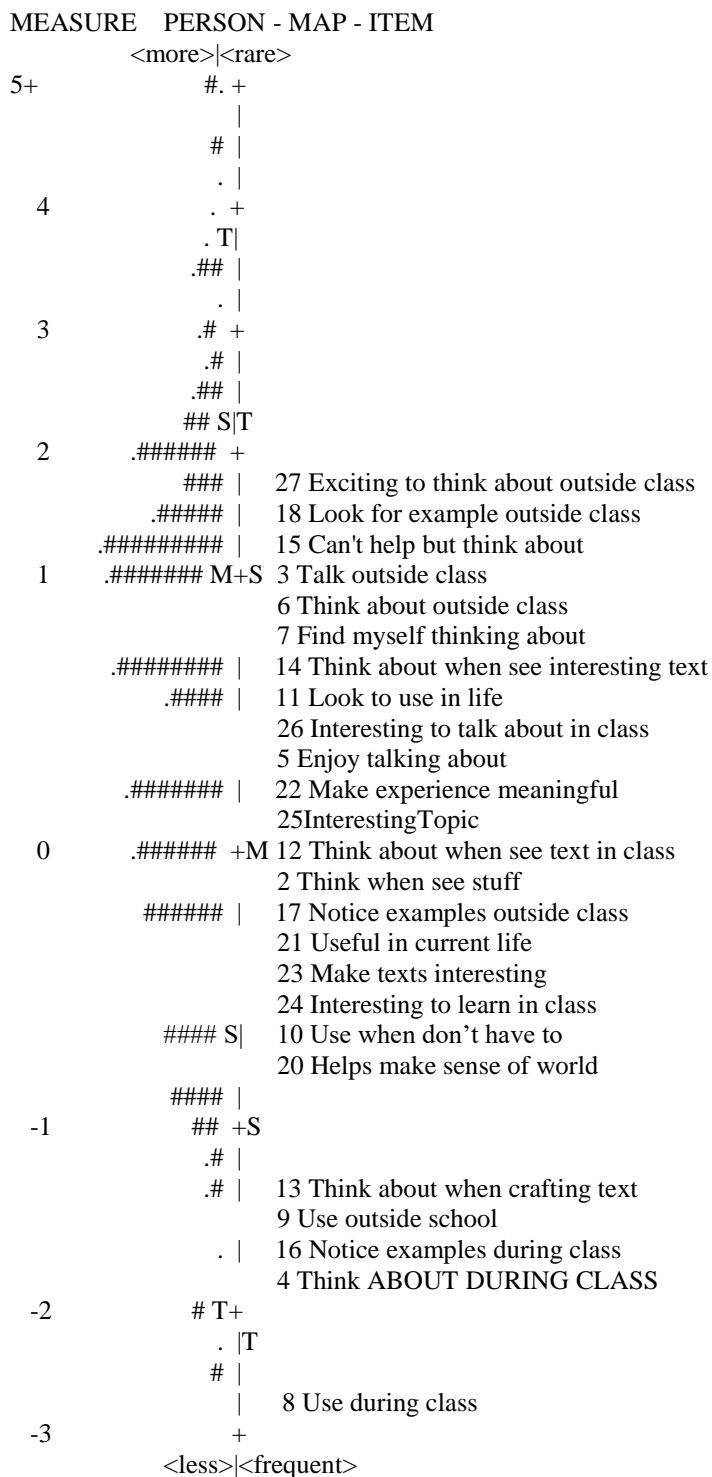 MEASURE    PERSON - MAP - ITEM
                 <more>|<rare>
5+                         #. +
                                |
                            # |
                             . |
   4                        . +
                           . T|
                         .## |
                             . |
   3                      .# +
                           .# |
                         .## |
                        ## S|T
   2             .###### +
                        ### |    27 Exciting to think about outside class
                    .##### |    18 Look for example outside class
             .######### |    15 Can't help but think about
   1          .####### M+S  3 Talk outside class
                                     6 Think about outside class
                                     7 Find myself thinking about
               .######## |    14 Think about when see interesting text
                      .#### |    11 Look to use in life
                                     26 Interesting to talk about in class
                                     5 Enjoy talking about
                 .####### |    22 Make experience meaningful
                                     25InterestingTopic
   0             .######  +M 12 Think about when see text in class
                                     2 Think when see stuff
                   ###### |    17 Notice examples outside class
                                     21 Useful in current life
                                     23 Make texts interesting
                                     24 Interesting to learn in class
                      #### S|    10 Use when don’t have to
                                     20 Helps make sense of world
                       #### |
  -1                     ## +S
                           .# |
                           .# |    13 Think about when crafting text
                                     9 Use outside school
                             . |    16 Notice examples during class
                                     4 Think ABOUT DURING CLASS
  -2                     # T+
                             . |T
                            # |
                                |     8 Use during class
  -3                           +
                     <less>|<frequent>